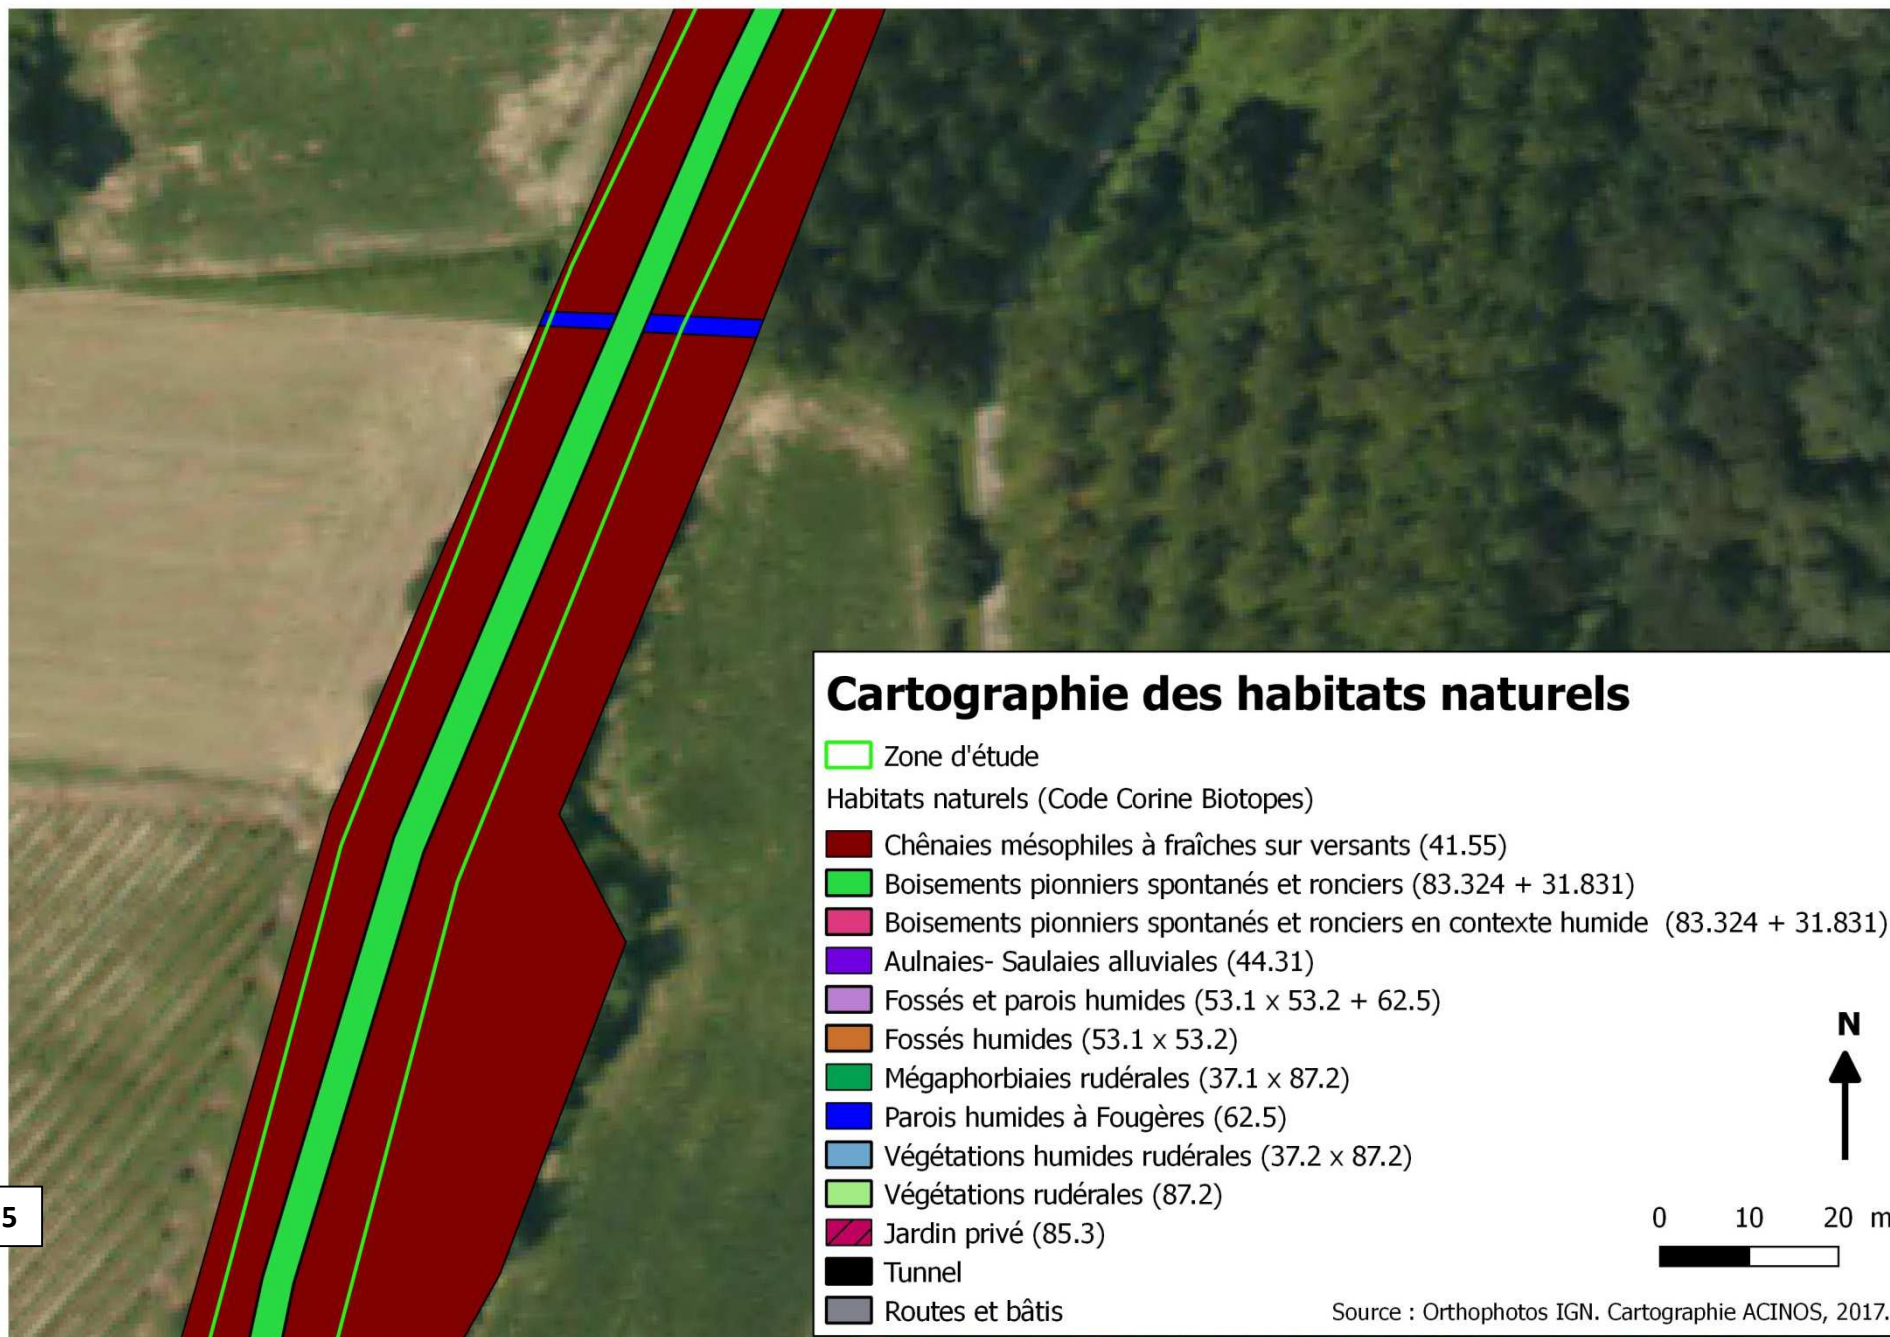 Cartographie des habitats naturels
Zone d'étude
Habitats naturels (Code Corine Biotopes)
Chênaies mésophiles à fraîches sur versants (41.55)
Boisements pionniers spontanés et ronciers (83.324 + 31.831)
Boisements pionniers spontanés et ronciers en contexte humide (83.324 + 31.831)
Aulnaies- Saulaies alluviales (44.31)
Fossés et parois humides (53.1 x 53.2 + 62.5)
Fossés humides (53.1 x 53.2)
Mégaphorbiaies rudérales (37.1 x 87.2)
Parois humides à Fougères (62.5)
Végétations humides rudérales (37.2 x 87.2)
Végétations rudérales (87.2)
Jardin privé (85.3)
Tunnel
Routes et bâtis
N
0 10 20 m
Source : Orthophotos IGN. Cartographie ACINOS, 2017.
5